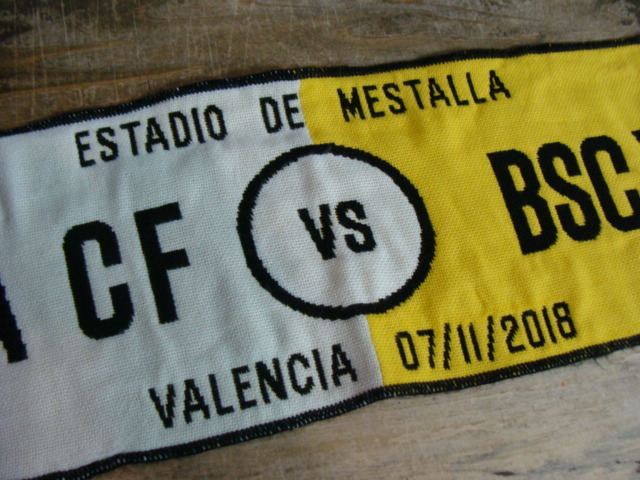 ESTADIO DE MESTALLA
CF VS BSC
VALENCIA 07/11/2018